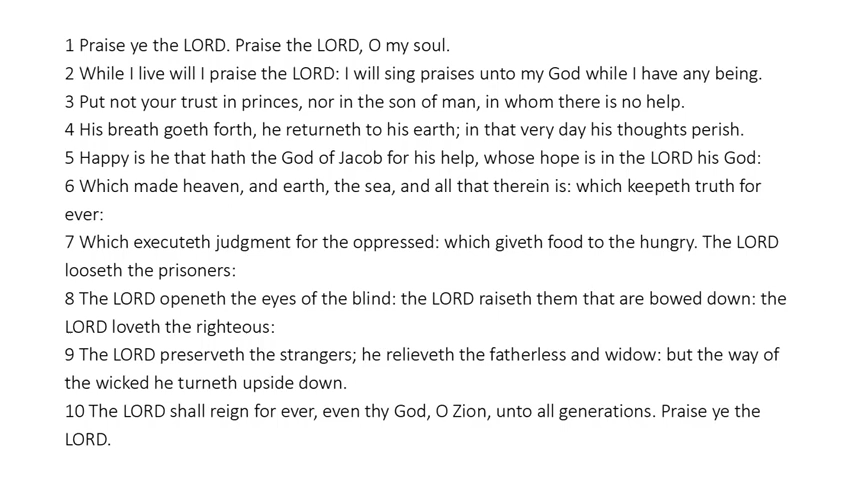 1 Praise ye the LORD. Praise the LORD, O my soul.
2 While I live will I praise the LORD: I will sing praises unto my God while I have any being.
3 Put not your trust in princes, nor in the son of man, in whom there is no help.
4 His breath goeth forth, he returneth to his earth; in that very day his thoughts perish.
5 Happy is he that hath the God of Jacob for his help, whose hope is in the LORD his God:
6 Which made heaven, and earth, the sea, and all that therein is: which keepeth truth for
ever:
7 Which executeth judgment for the oppressed: which giveth food to the hungry. The LORD
looseth the prisoners:
8 The LORD openeth the eyes of the blind: the LORD raiseth them that are bowed down: the
LORD loveth the righteous:
9 The LORD preserveth the strangers; he relieveth the fatherless and widow: but the way of
the wicked he turneth upside down.
10 The LORD shall reign for ever, even thy God, O Zion, unto all generations. Praise ye the
LORD.